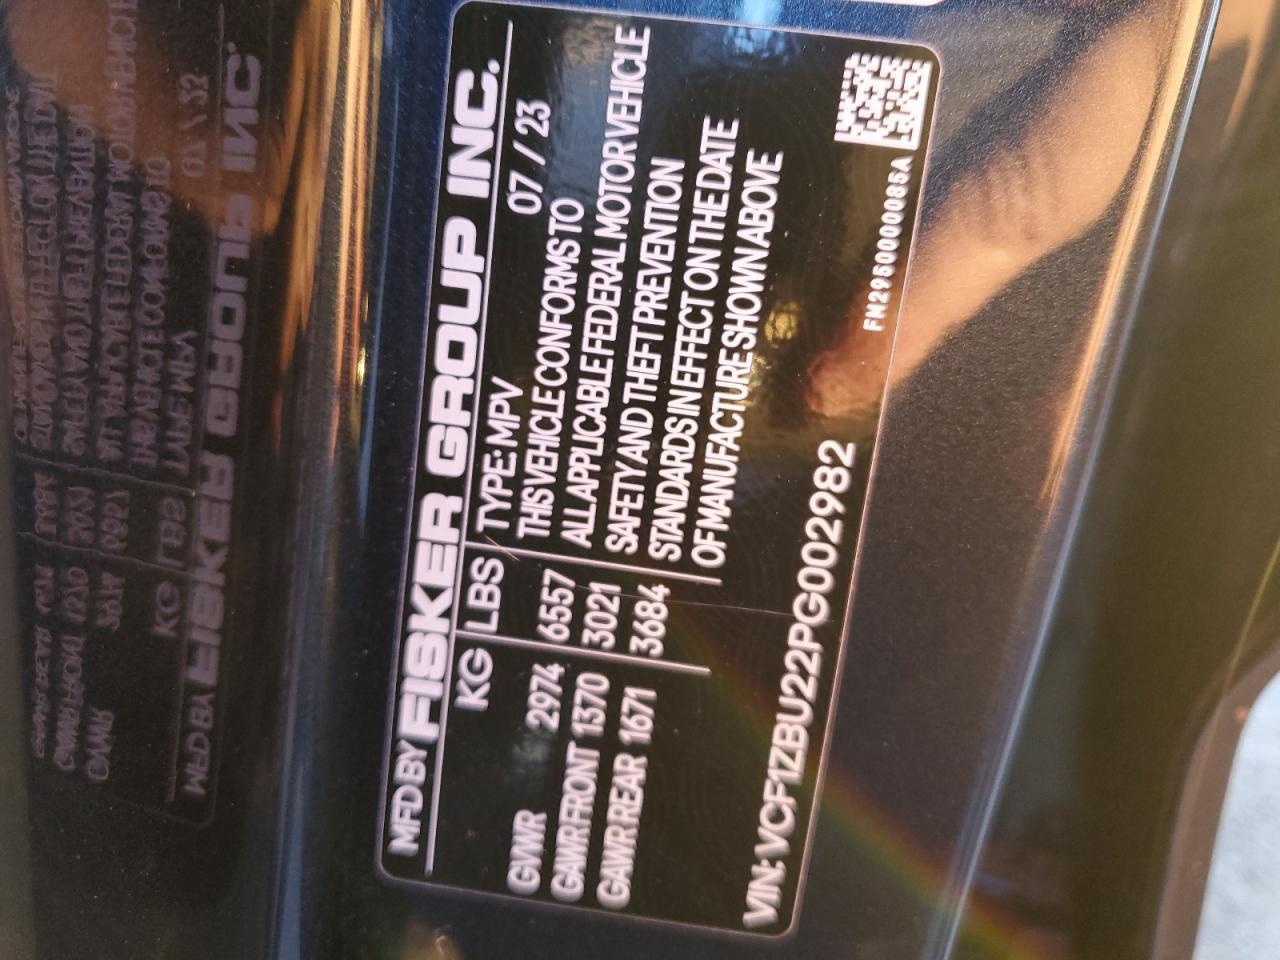 MFD BY FISKER GROUP INC.
KG LBS TYPE: MPV 07 / 23
GVWR 2974 6557 THIS VEHICLE CONFORMS TO
GAWR FRONT 1370 3021 ALL APPLICABLE FEDERAL MOTOR VEHICLE
GAWR REAR 1671 3684 SAFETY AND THEFT PREVENTION
STANDARDS IN EFFECT ON THE DATE
OF MANUFACTURE SHOWN ABOVE
VIN: VCF1ZBU22PG002982
FM29500000085A